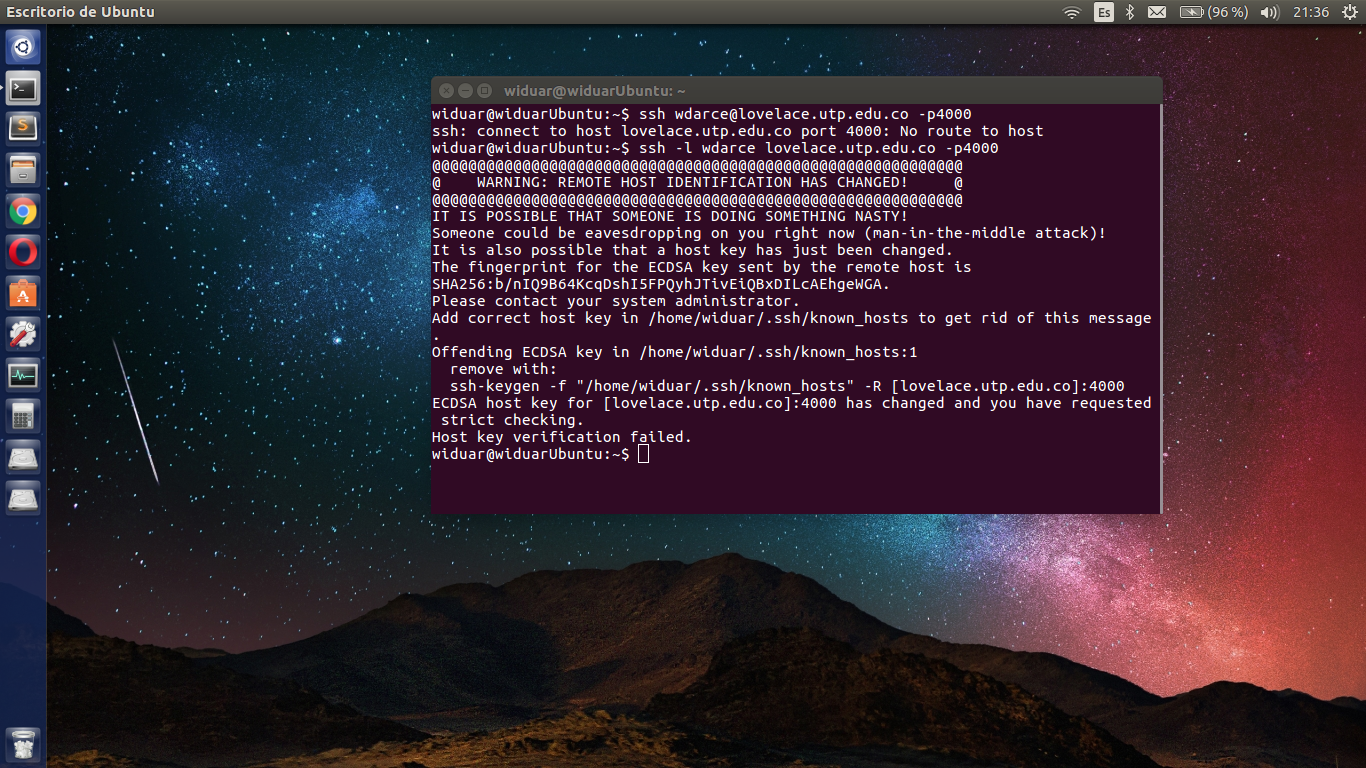 Escritorio de Ubuntu
Es
(96 %)
21:36
widuar@widuarUbuntu: ~
widuar@widuarUbuntu:~$ ssh wdarce@lovelace.utp.edu.co -p4000
ssh: connect to host lovelace.utp.edu.co port 4000: No route to host
widuar@widuarUbuntu:~$ ssh -l wdarce lovelace.utp.edu.co -p4000
@@@@@@@@@@@@@@@@@@@@@@@@@@@@@@@@@@@@@@@@@@@@@@@@@@@@@@@@@@@
@    WARNING: REMOTE HOST IDENTIFICATION HAS CHANGED!     @
@@@@@@@@@@@@@@@@@@@@@@@@@@@@@@@@@@@@@@@@@@@@@@@@@@@@@@@@@@@
IT IS POSSIBLE THAT SOMEONE IS DOING SOMETHING NASTY!
Someone could be eavesdropping on you right now (man-in-the-middle attack)!
It is also possible that a host key has just been changed.
The fingerprint for the ECDSA key sent by the remote host is
SHA256:b/nIQ9B64KcqDshI5FPQyhJTivEiQBxDILcAEhgeWGA.
Please contact your system administrator.
Add correct host key in /home/widuar/.ssh/known_hosts to get rid of this message
.
Offending ECDSA key in /home/widuar/.ssh/known_hosts:1
  remove with:
  ssh-keygen -f "/home/widuar/.ssh/known_hosts" -R [lovelace.utp.edu.co]:4000
ECDSA host key for [lovelace.utp.edu.co]:4000 has changed and you have requested
 strict checking.
Host key verification failed.
widuar@widuarUbuntu:~$